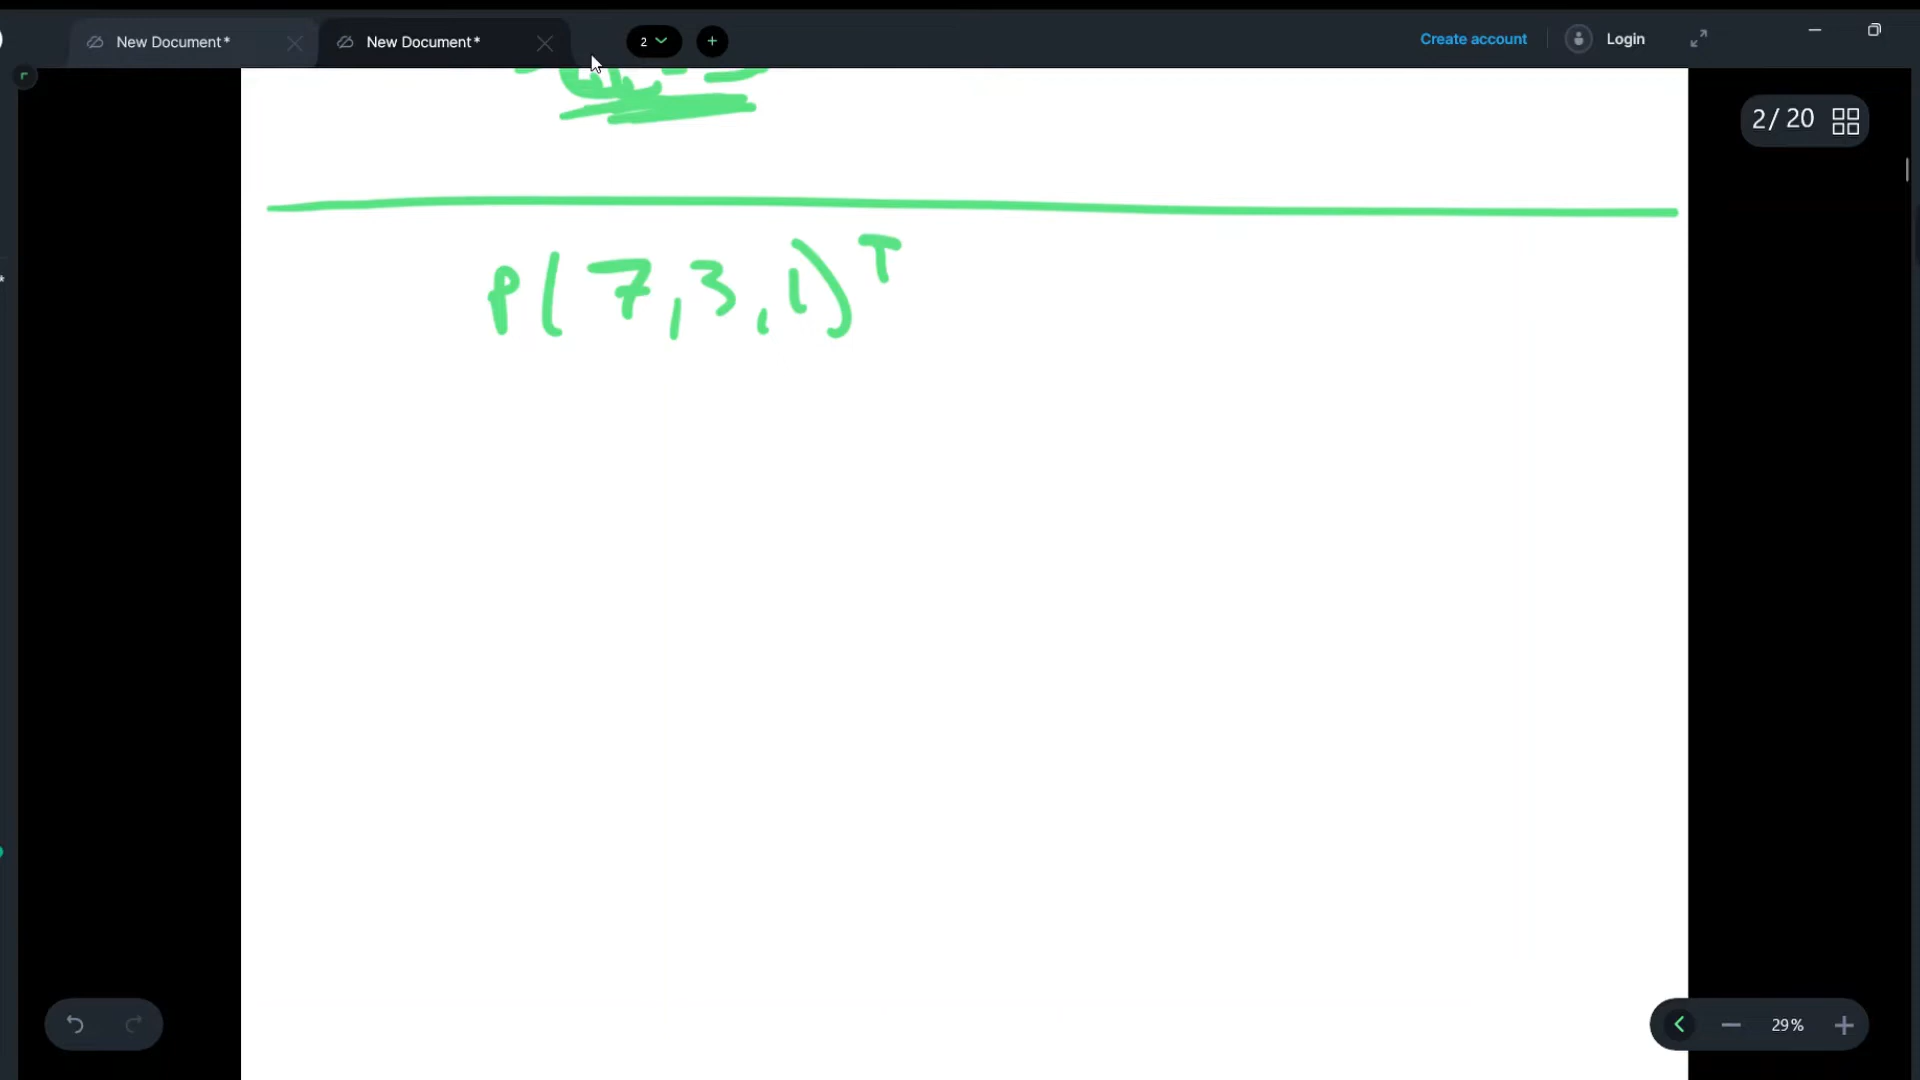 New Document*
New Document*
2
Create account
Login
2/ 20
P(7,3,1)ᵀ
29%